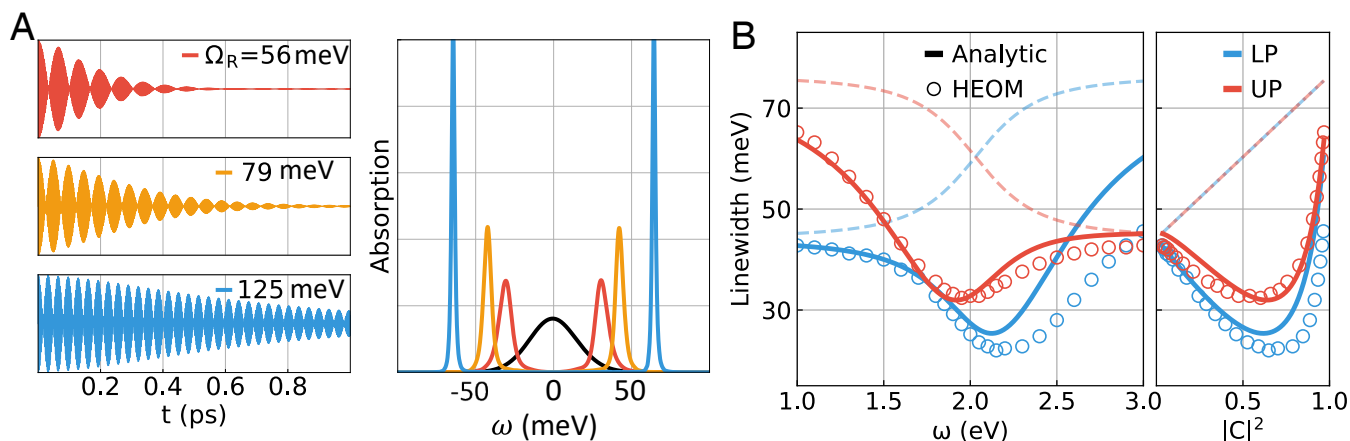 A
Ω_R=56 meV
79 meV
125 meV
0.2 0.4 0.6 0.8
t (ps)
Absorption
-50 0 50
ω (meV)
B
Analytic
HEOM
LP
UP
Linewidth (meV)
70
50
30
1.0 1.5 2.0 2.5 3.0
ω (eV)
0.0 0.5 1.0
|C|²